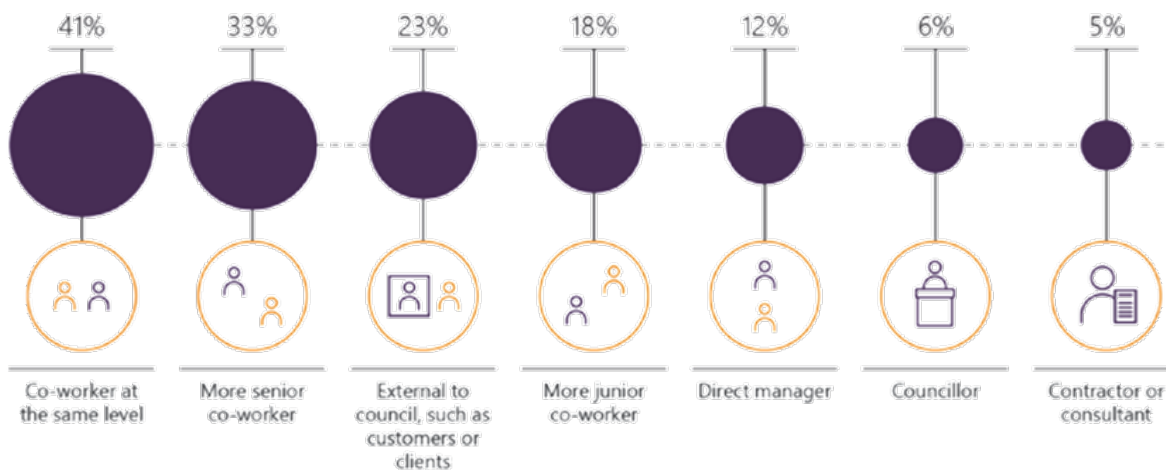 41%
33%
23%
18%
12%
6%
5%
Co-worker at
the same level
More senior
co-worker
External to
council, such as
customers or
clients
More junior
co-worker
Direct manager
Councillor
Contractor or
consultant